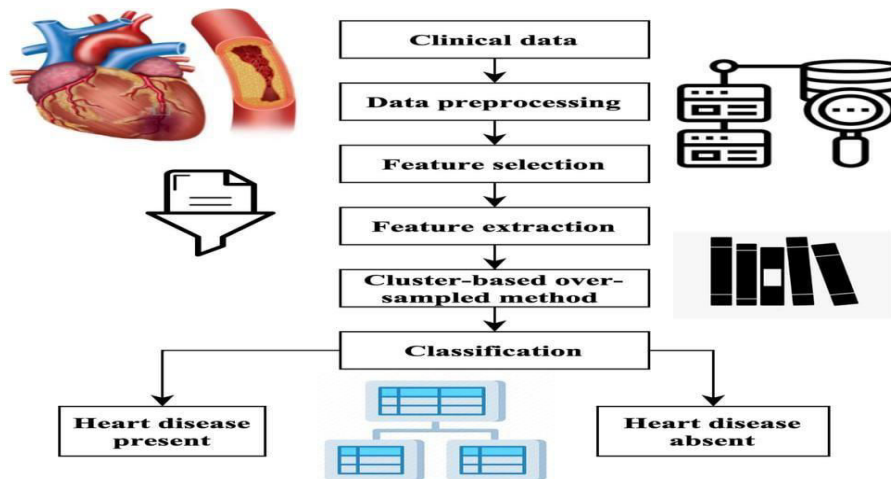 Clinical data
Data preprocessing
Feature selection
Feature extraction
Cluster-based over-
sampled method
Classification
Heart disease
present
Heart disease
absent